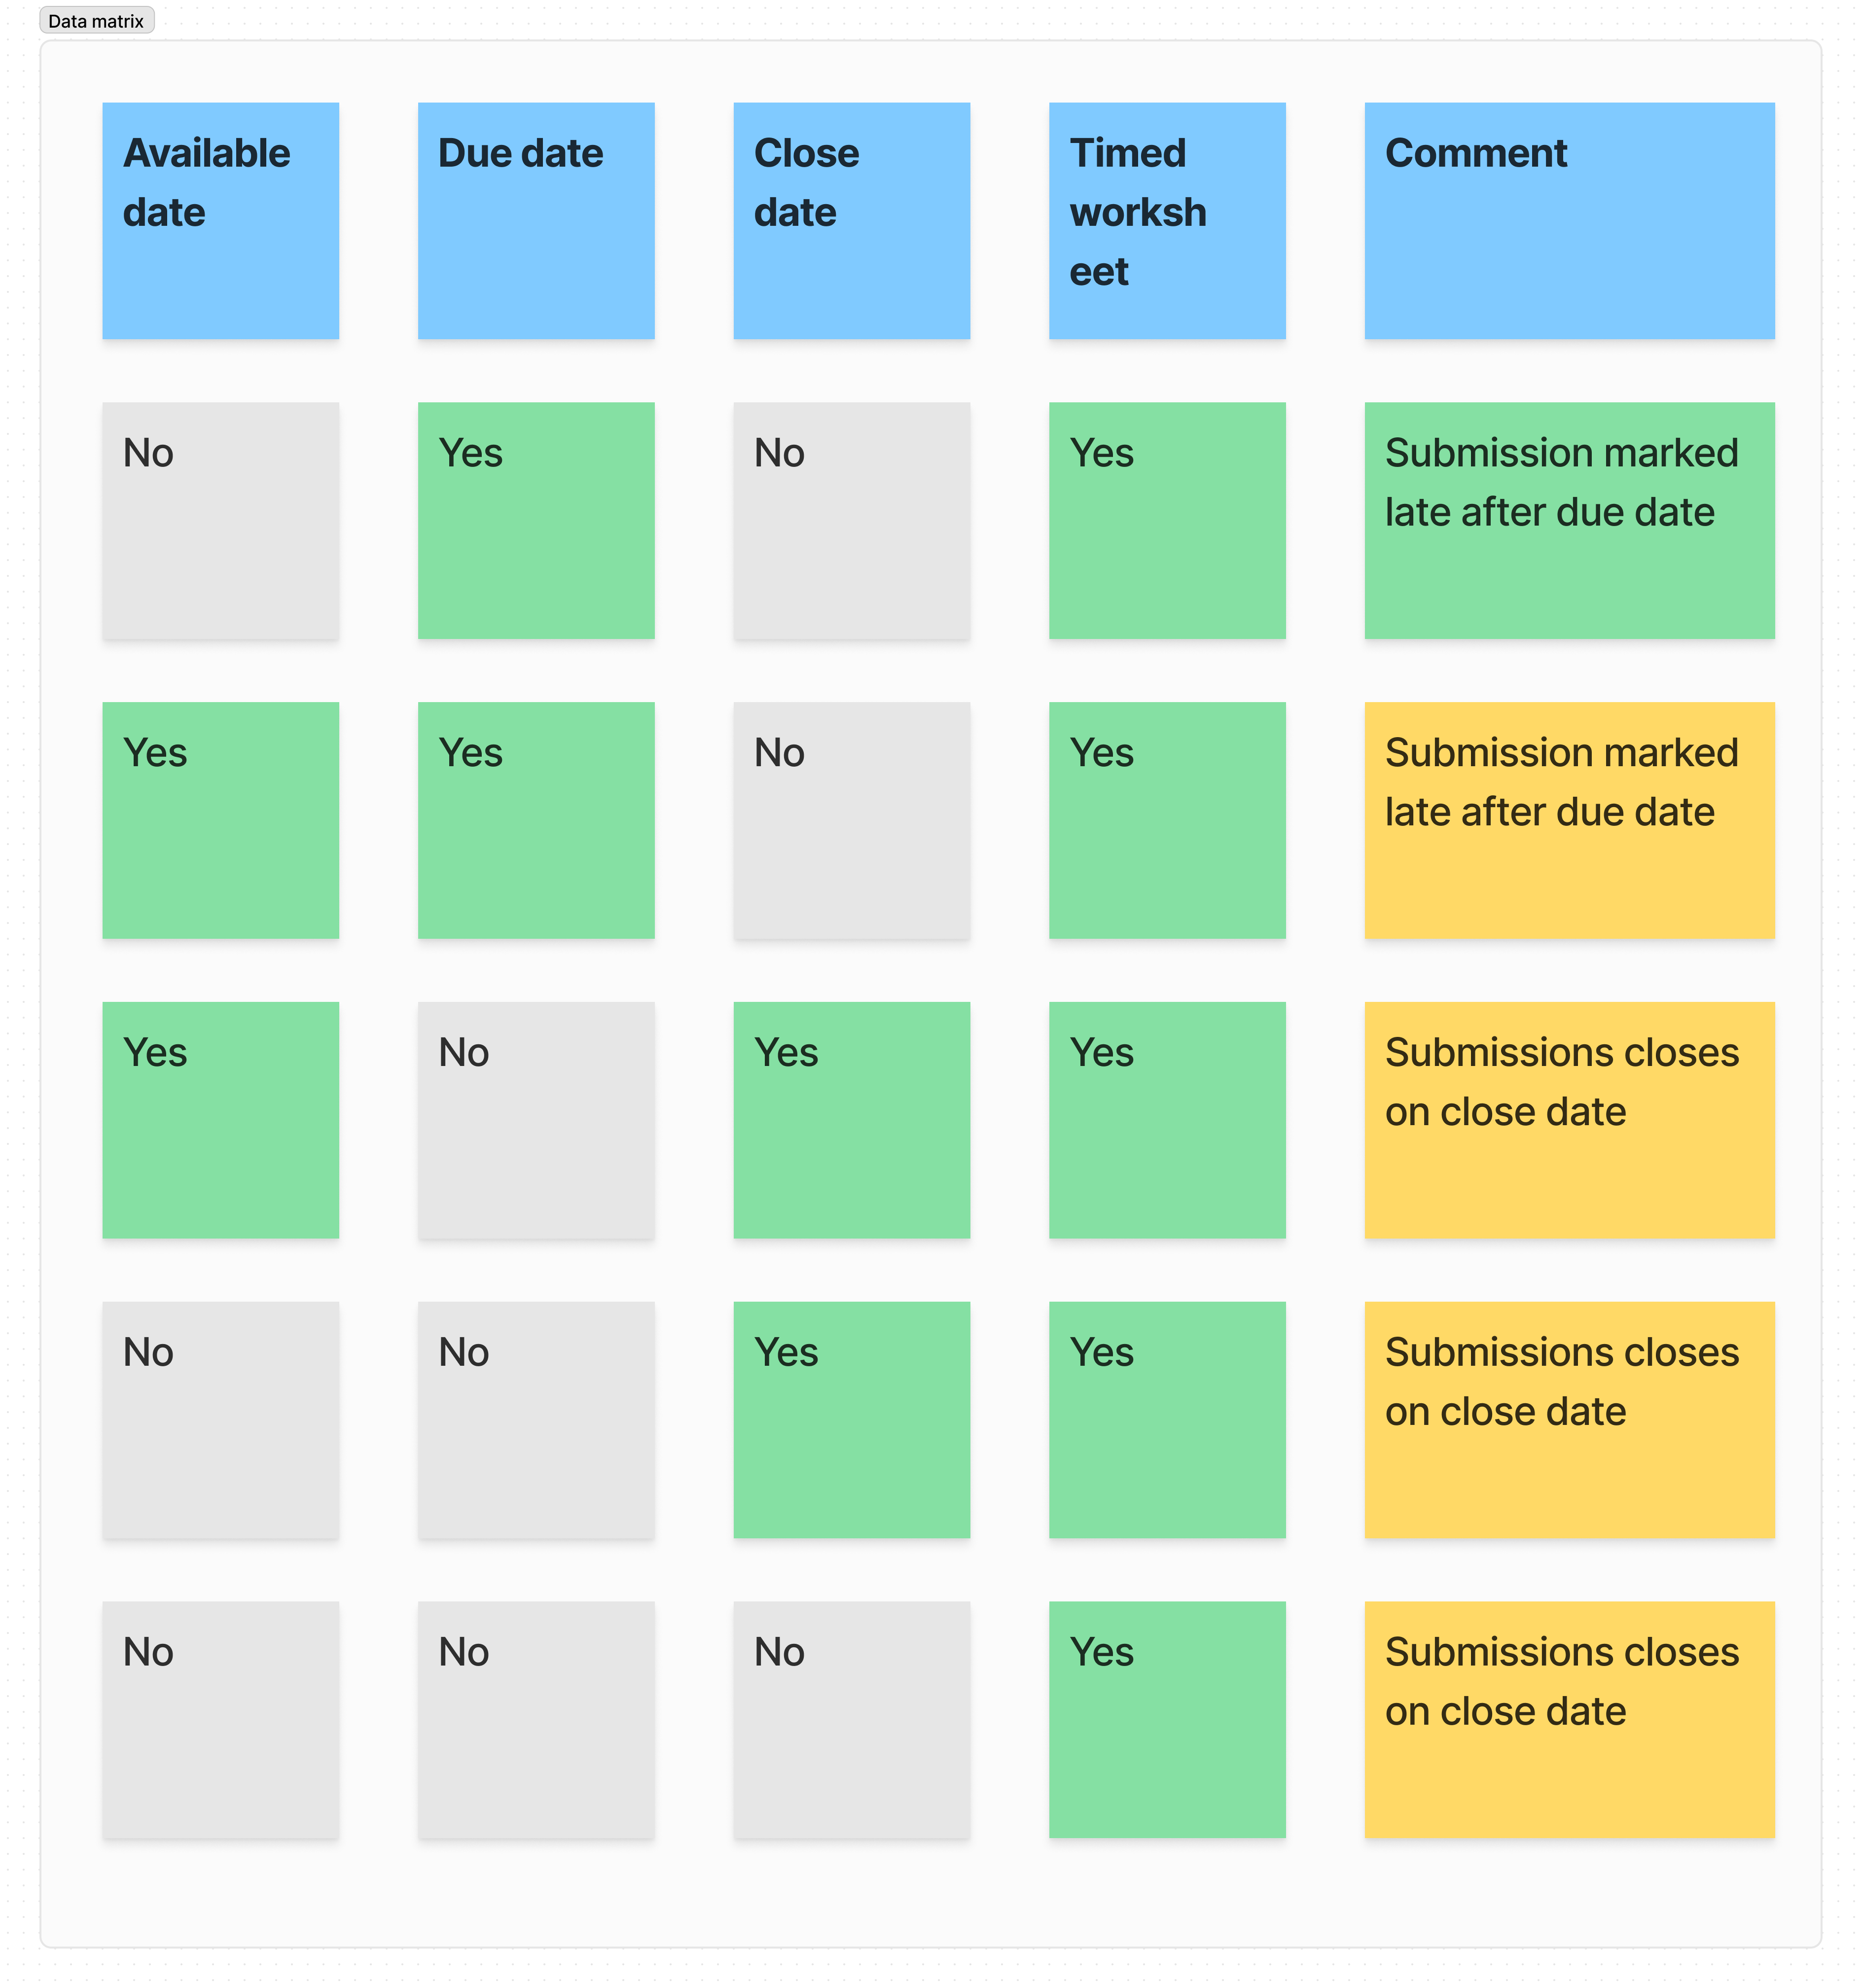 Data matrix
Available
date
Due date
Close
date
Timed
worksh
eet
Comment
No
Yes
No
Yes
Submission marked
late after due date
Yes
Yes
No
Yes
Submission marked
late after due date
Yes
No
Yes
Yes
Submissions closes
on close date
No
No
Yes
Yes
Submissions closes
on close date
No
No
No
Yes
Submissions closes
on close date